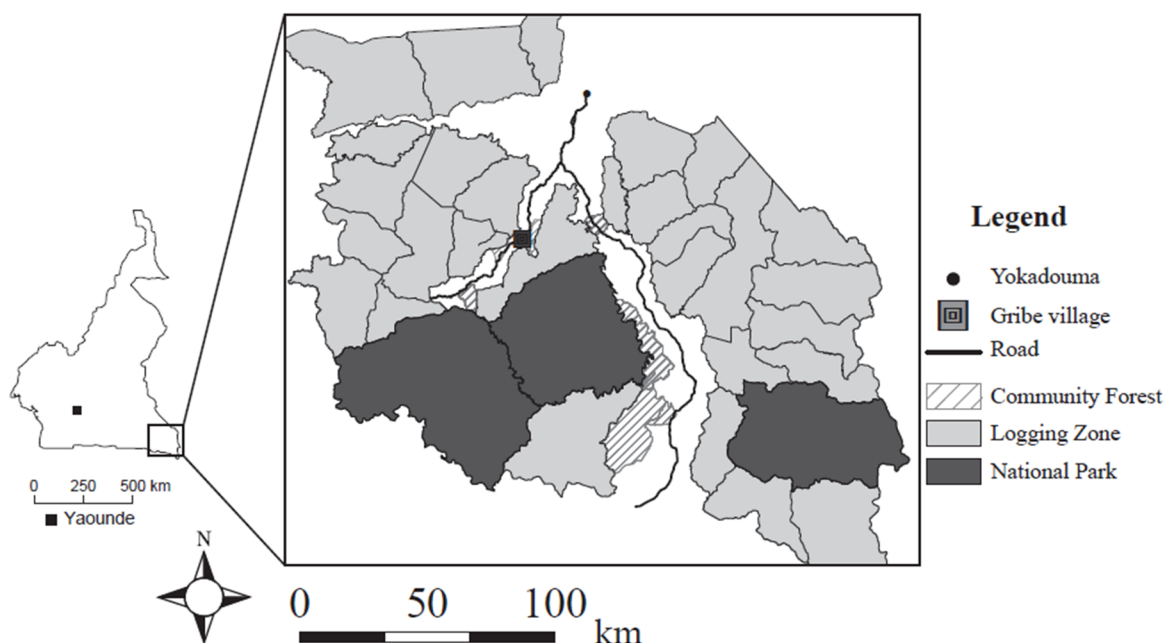 Legend
Yokadouma
Gribe village
Road
Community Forest
Logging Zone
National Park
0 250 500 km
Yaounde
N
0 50 100
km